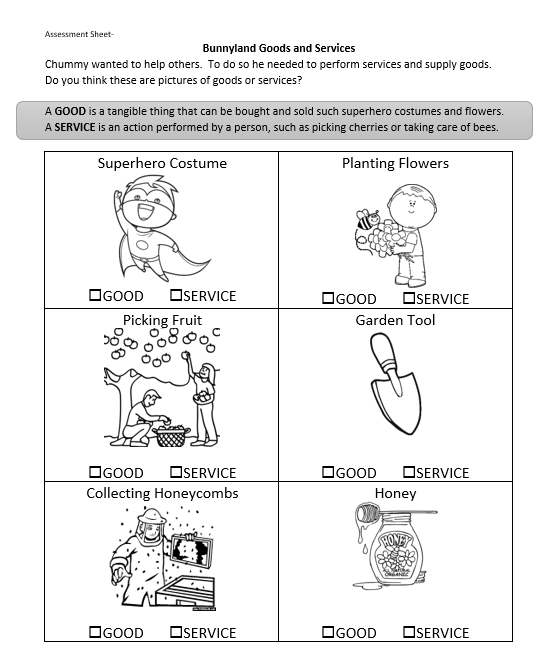 Assessment Sheet-
Bunnyland Goods and Services
Chummy wanted to help others.  To do so he needed to perform services and supply goods.
Do you think these are pictures of goods or services?
A GOOD is a tangible thing that can be bought and sold such superhero costumes and flowers.
A SERVICE is an action performed by a person, such as picking cherries or taking care of bees.
Superhero Costume
☐GOOD ☐SERVICE
Planting Flowers
☐GOOD ☐SERVICE
Picking Fruit
☐GOOD ☐SERVICE
Garden Tool
☐GOOD ☐SERVICE
Collecting Honeycombs
☐GOOD ☐SERVICE
Honey
HONEY
ORGANIC
☐GOOD ☐SERVICE